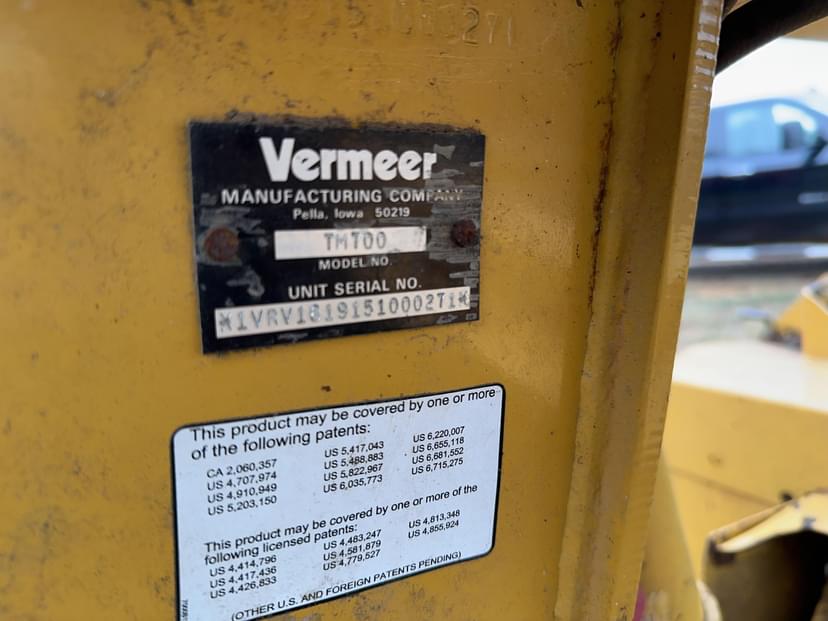 Vermeer
MANUFACTURING COMPANY
Pella, Iowa 50219
TM700
MODEL NO.
UNIT SERIAL NO.
*1VRV1619151000271*
This product may be covered by one or more
of the following patents:
CA 2,060,357 US 5,417,043 US 6,220,007
US 4,707,974 US 5,488,883 US 6,655,118
US 4,910,949 US 5,822,967 US 6,681,552
US 5,203,150 US 6,035,773 US 6,715,275
This product may be covered by one or more of the
following licensed patents:
US 4,414,796 US 4,483,247 US 4,813,348
US 4,417,436 US 4,581,879 US 4,855,924
US 4,426,833 US 4,779,527
(OTHER U.S. AND FOREIGN PATENTS PENDING)